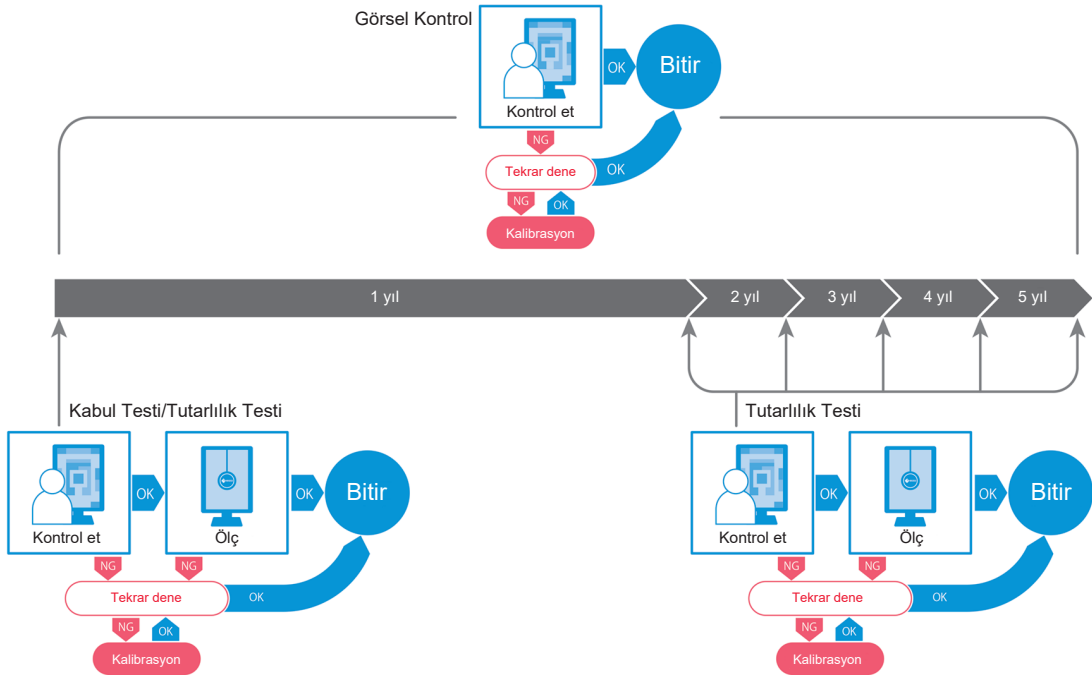 Görsel Kontrol
Kontrol et
OK
Bitir
NG
Tekrar dene
OK
NG
OK
Kalibrasyon
1 yıl
2 yıl
3 yıl
4 yıl
5 yıl
Kabul Testi/Tutarlılık Testi
Kontrol et
OK
Ölç
OK
Bitir
NG
NG
Tekrar dene
OK
NG
OK
Kalibrasyon
Tutarlılık Testi
Kontrol et
OK
Ölç
OK
Bitir
NG
NG
Tekrar dene
OK
NG
OK
Kalibrasyon